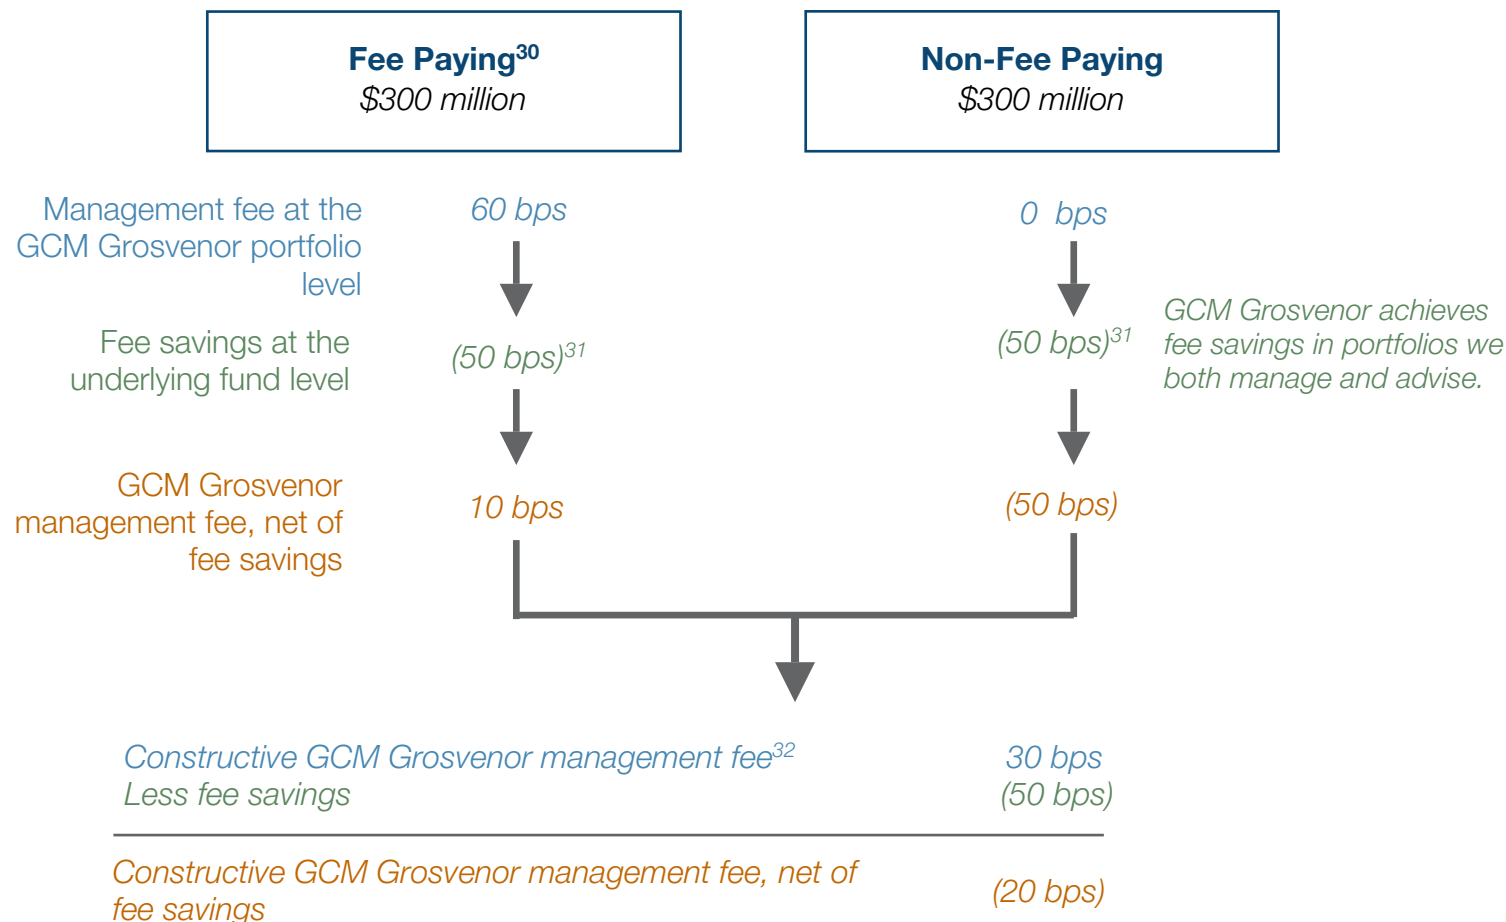 Fee Paying30
$300 million
Non-Fee Paying
$300 million
Management fee at the
GCM Grosvenor portfolio
level
60 bps
0 bps
Fee savings at the
underlying fund level
(50 bps)31
(50 bps)31
GCM Grosvenor achieves
fee savings in portfolios we
both manage and advise.
GCM Grosvenor
management fee, net of
fee savings
10 bps
(50 bps)
Constructive GCM Grosvenor management fee32
30 bps
Less fee savings
(50 bps)
Constructive GCM Grosvenor management fee, net of
fee savings
(20 bps)